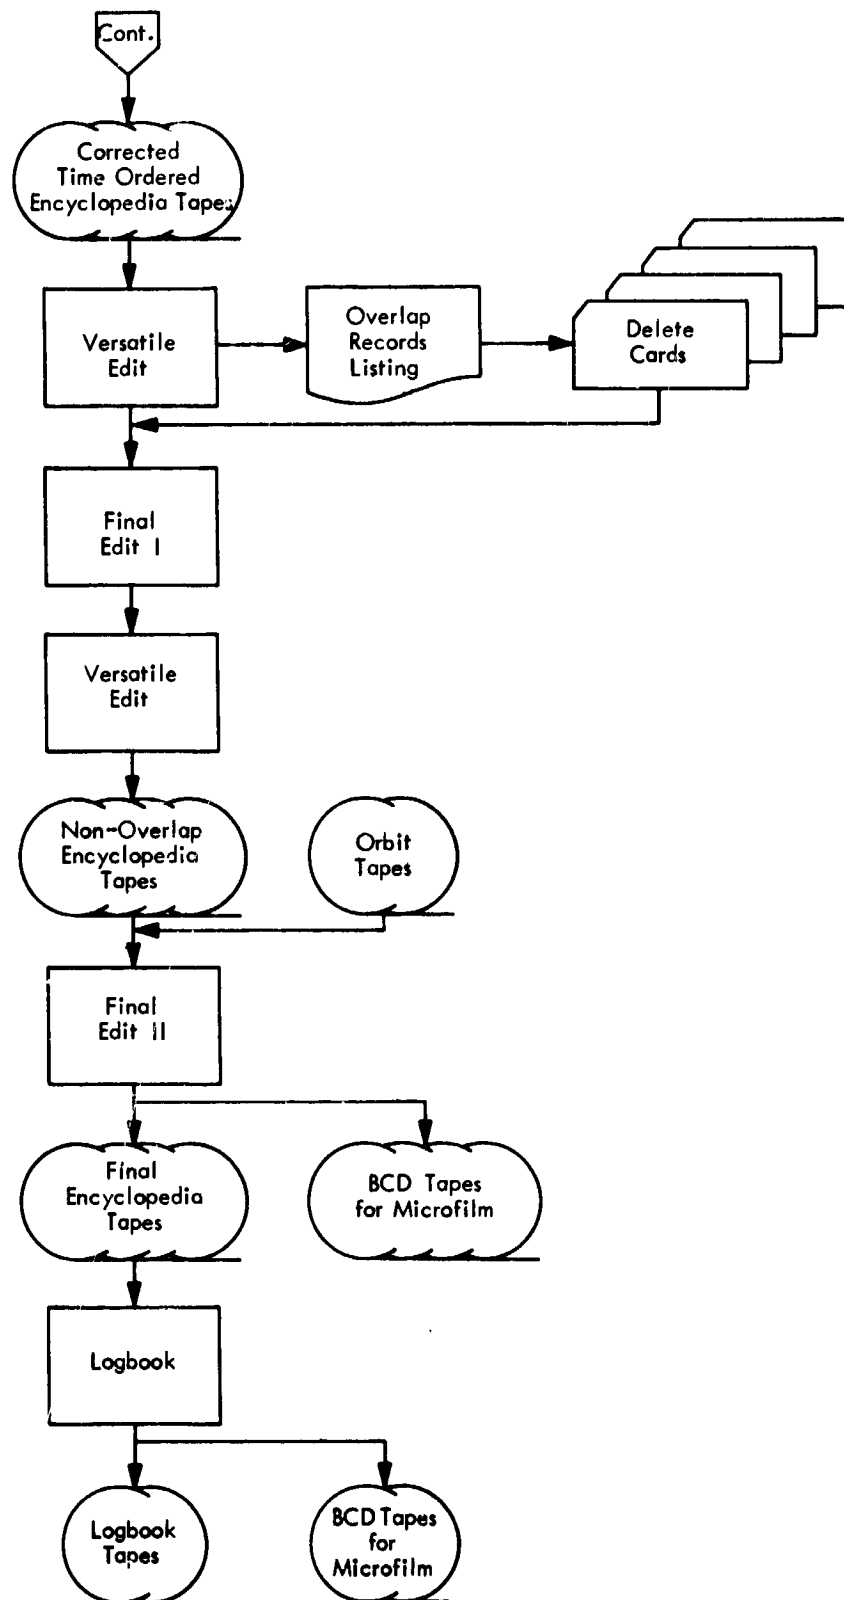 Cont.
Corrected
Time Ordered
Encyclopedia Tapes
Versatile
Edit
Overlap
Records
Listing
Delete
Cards
Final
Edit I
Versatile
Edit
Non-Overlap
Encyclopedia
Tapes
Orbit
Tapes
Final
Edit II
Final
Encyclopedia
Tapes
BCD Tapes
for Microfilm
Logbook
Logbook
Tapes
BCD Tapes
for
Microfilm